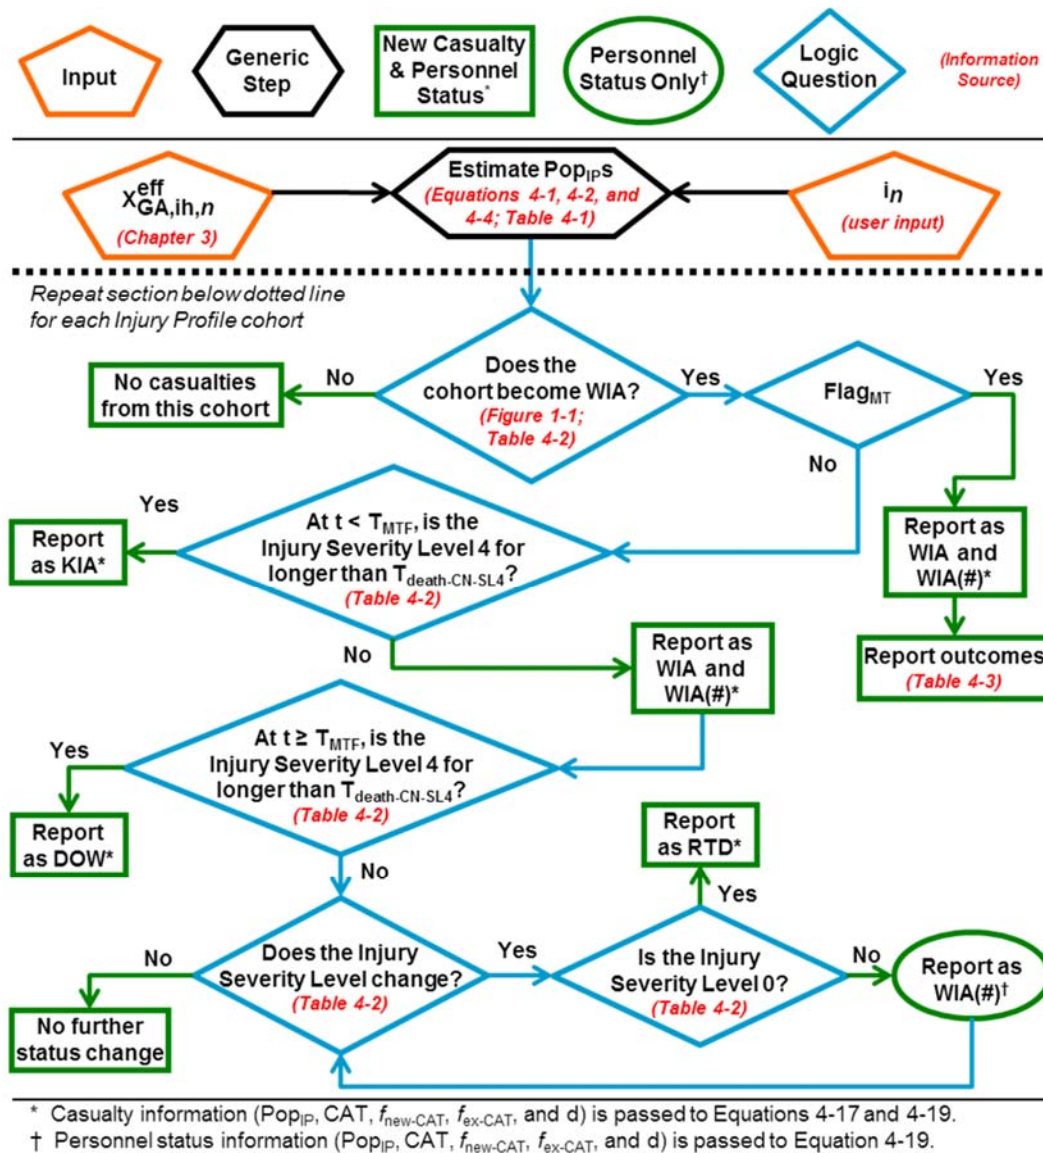 Input
Generic
Step
New Casualty
& Personnel
Status*
Personnel
Status Only†
Logic
Question
(Information
Source)
X^eff_GA,ih,n
(Chapter 3)
Estimate Pop_IPs
(Equations 4-1, 4-2, and
4-4; Table 4-1)
i_n
(user input)
Repeat section below dotted line
for each Injury Profile cohort
No casualties
from this cohort
No
Does the
cohort become WIA?
(Figure 1-1;
Table 4-2)
Yes
Flag_MT
Yes
No
Report as
WIA and
WIA(#)*
Report outcomes
(Table 4-3)
Yes
Report
as KIA*
At t < T_MTF, is the
Injury Severity Level 4 for
longer than T_death-CN-SL4?
(Table 4-2)
No
Report as
WIA and
WIA(#)*
Yes
Report
as DOW*
At t ≥ T_MTF, is the
Injury Severity Level 4 for
longer than T_death-CN-SL4?
(Table 4-2)
No
Report
as RTD*
Yes
No
No further
status change
Does the Injury
Severity Level change?
(Table 4-2)
Yes
Is the Injury
Severity Level 0?
(Table 4-2)
No
Report as
WIA(#)†
* Casualty information (Pop_IP, CAT, f_new-CAT, f_ex-CAT, and d) is passed to Equations 4-17 and 4-19.
† Personnel status information (Pop_IP, CAT, f_new-CAT, f_ex-CAT, and d) is passed to Equation 4-19.